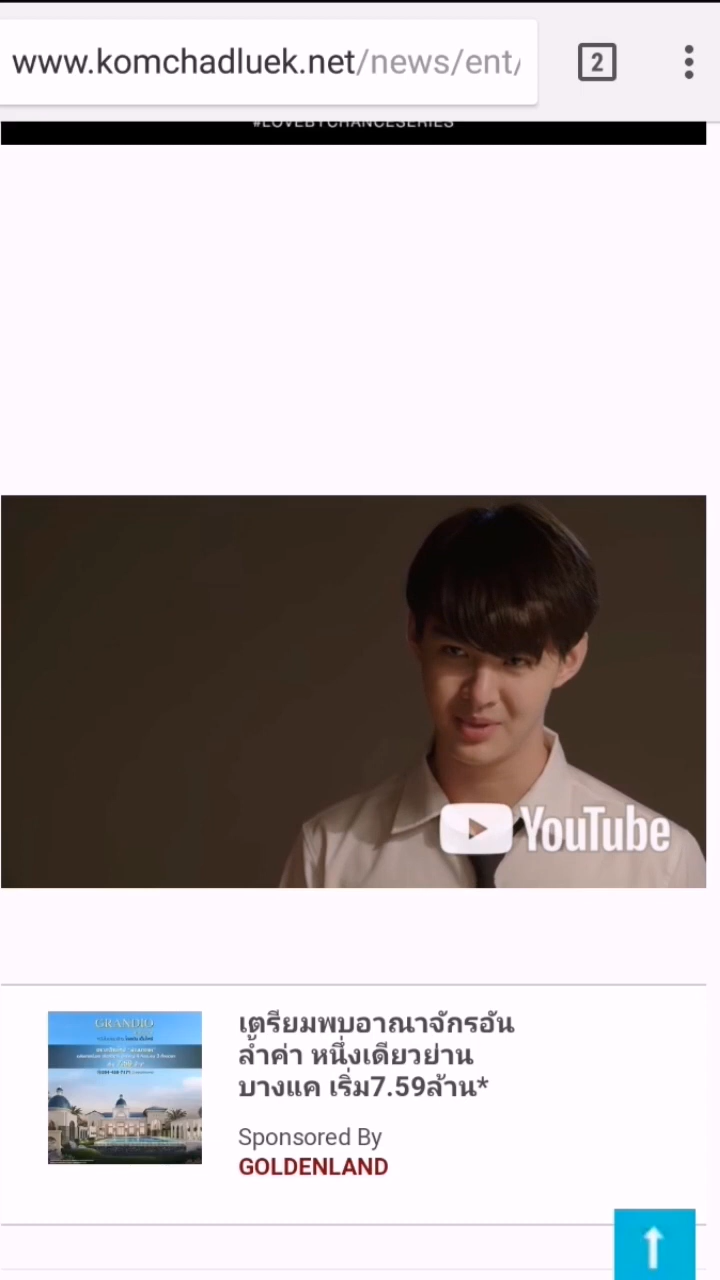 www.komchadluek.net/news/ent/
2
#LOVEBYCHANCESERIES
YouTube
GRANDIO
เตรียมพบอาณาจักรอัน
ล้ำค่า หนึ่งเดียวย่าน
บางแค เริ่ม7.59ล้าน*
Sponsored By
GOLDENLAND